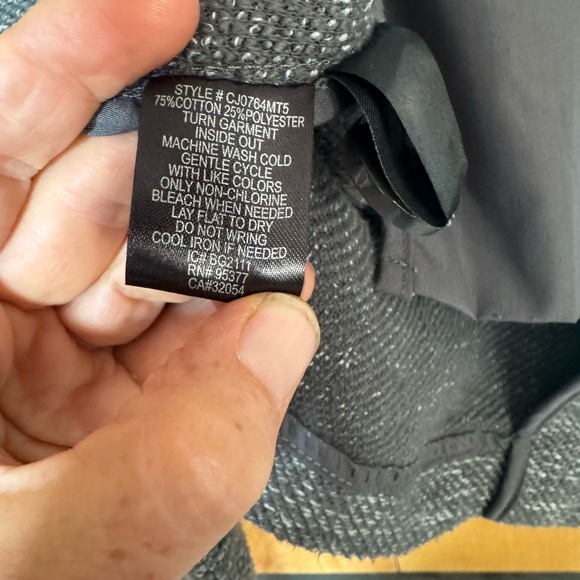 STYLE # CJ0764MT5
75%COTTON 25%POLYESTER
TURN GARMENT
INSIDE OUT
MACHINE WASH COLD
GENTLE CYCLE
WITH LIKE COLORS
ONLY NON-CHLORINE
BLEACH WHEN NEEDED
LAY FLAT TO DRY
DO NOT WRING
COOL IRON IF NEEDED
IC# BG2111
RN# 95377
CA#32054